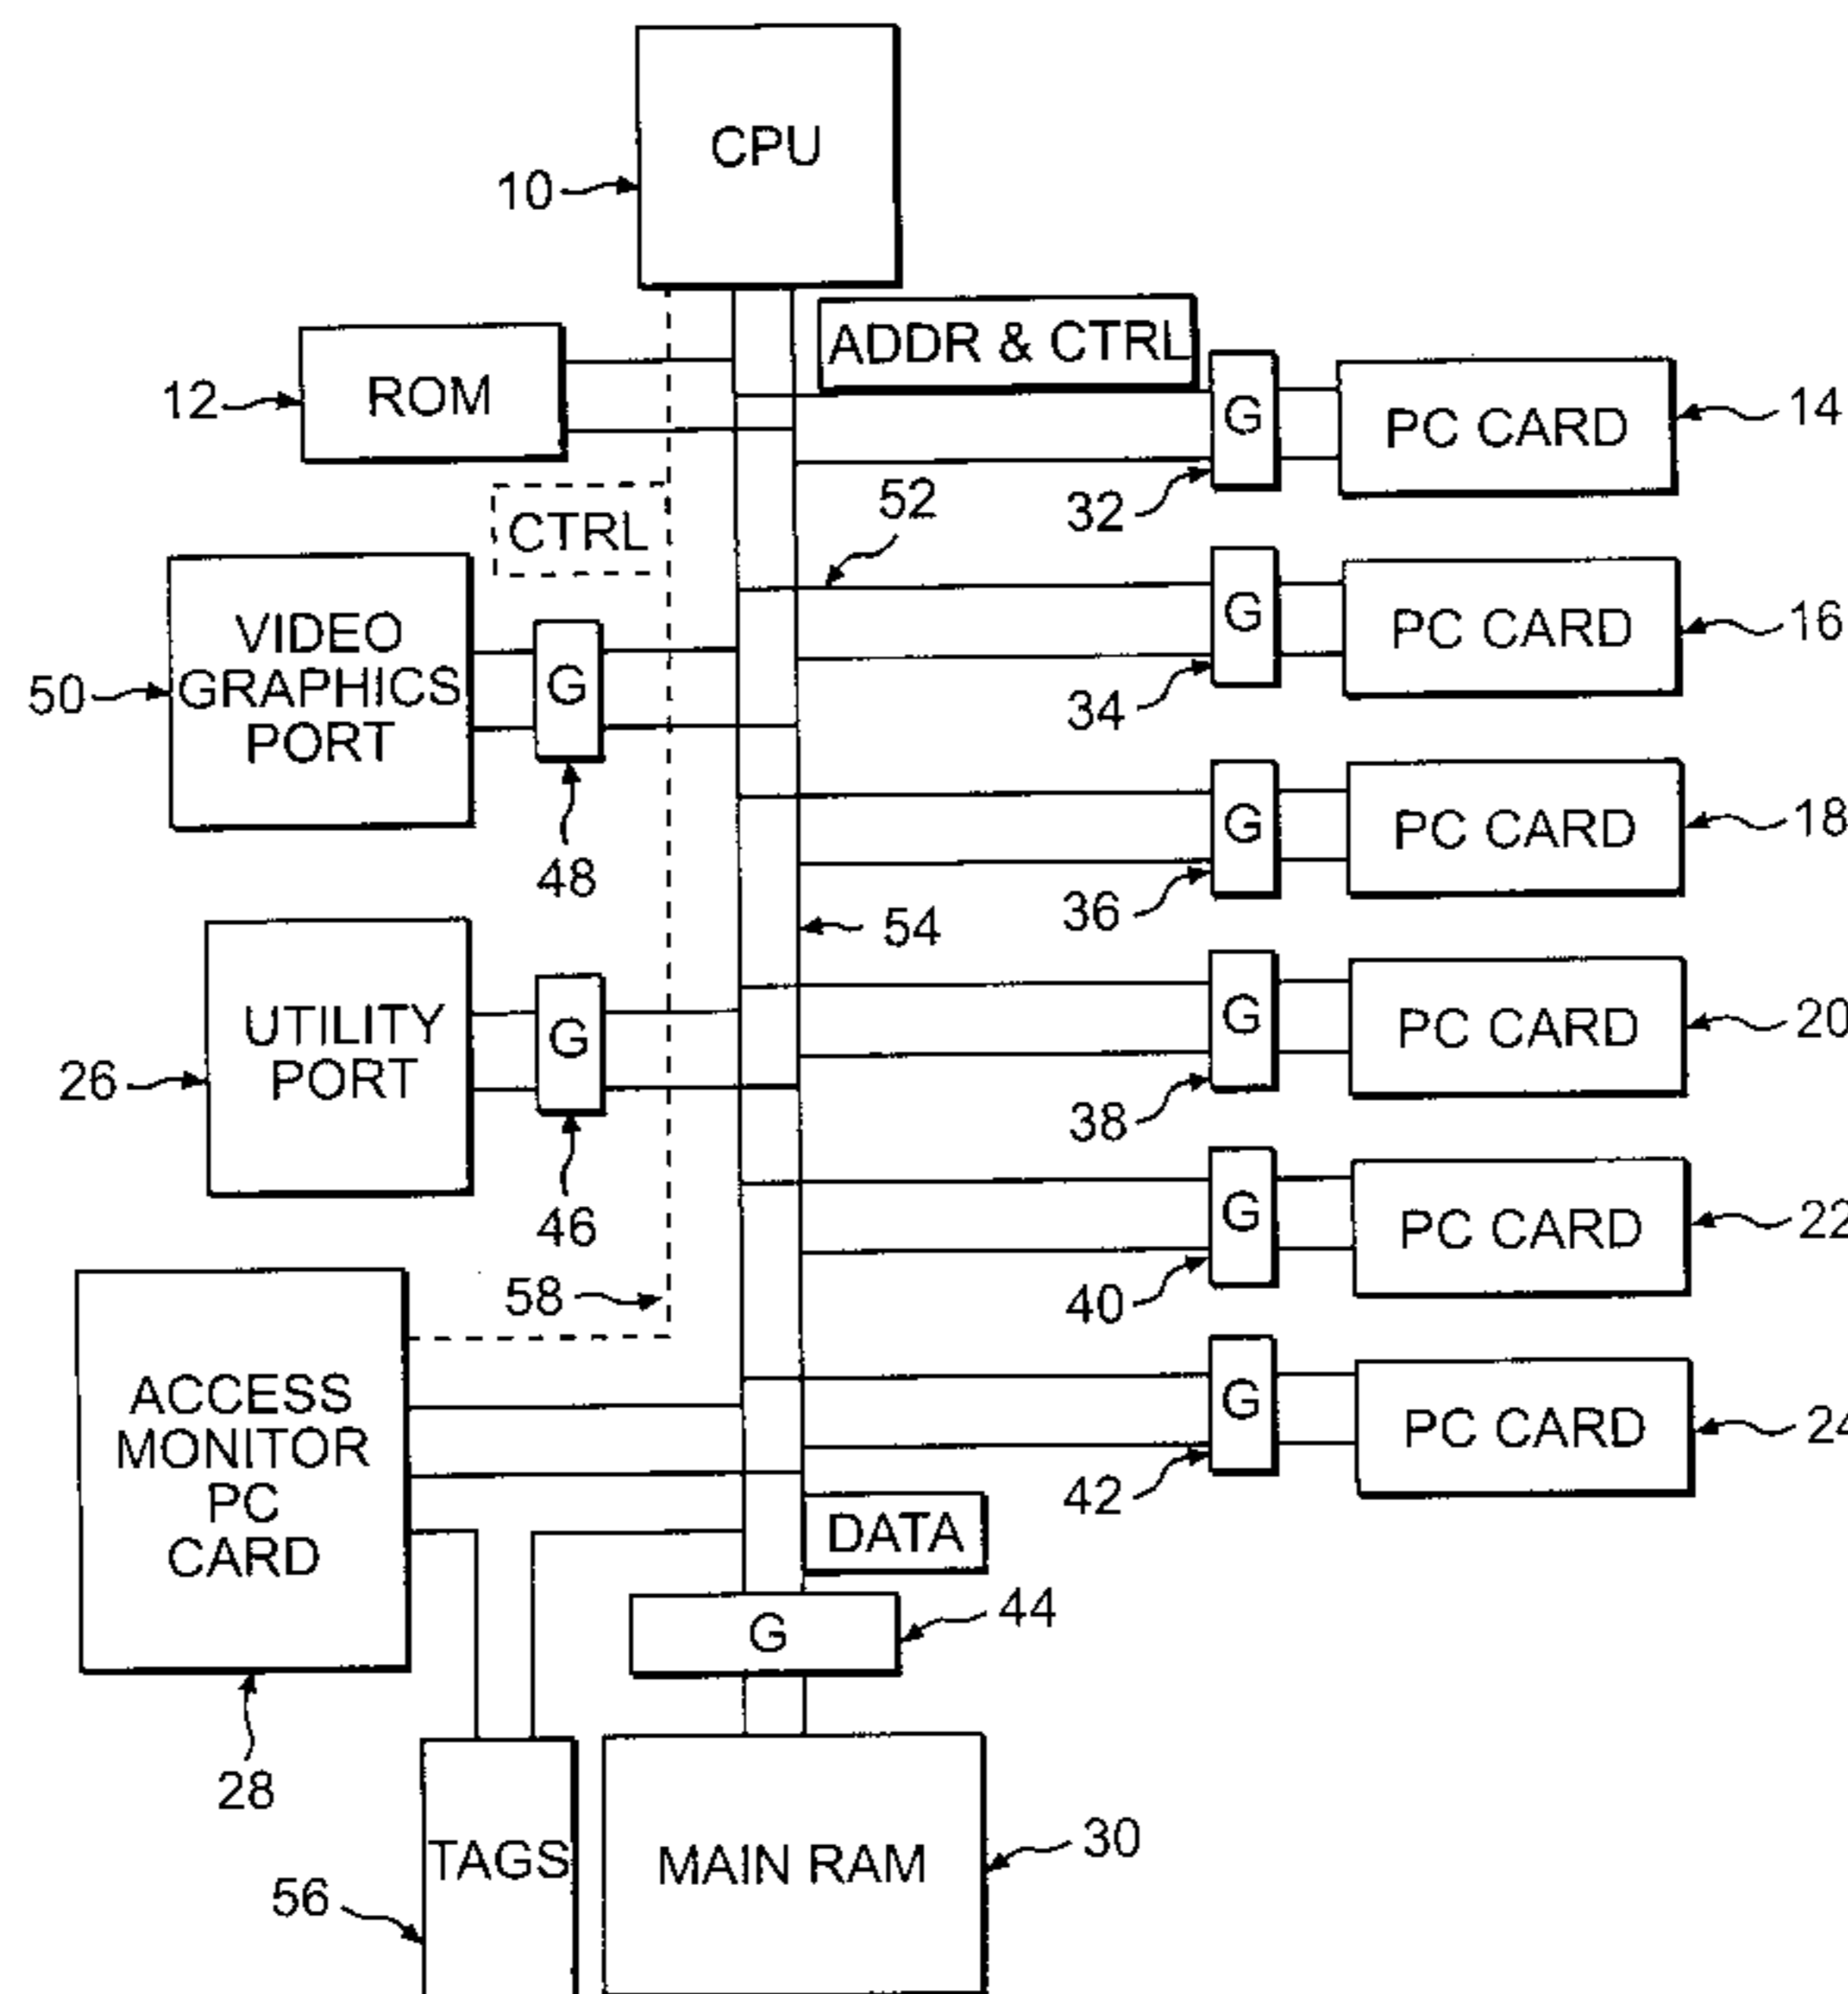 CPU
10
ADDR & CTRL
ROM
12
G
PC CARD
14
32
CTRL
52
G
PC CARD
16
34
VIDEO
GRAPHICS
PORT
50
G
48
G
PC CARD
18
36
54
UTILITY
PORT
26
G
46
G
PC CARD
20
38
G
PC CARD
22
40
58
ACCESS
MONITOR
PC
CARD
28
G
PC CARD
24
42
DATA
G
44
TAGS
56
MAIN RAM
30